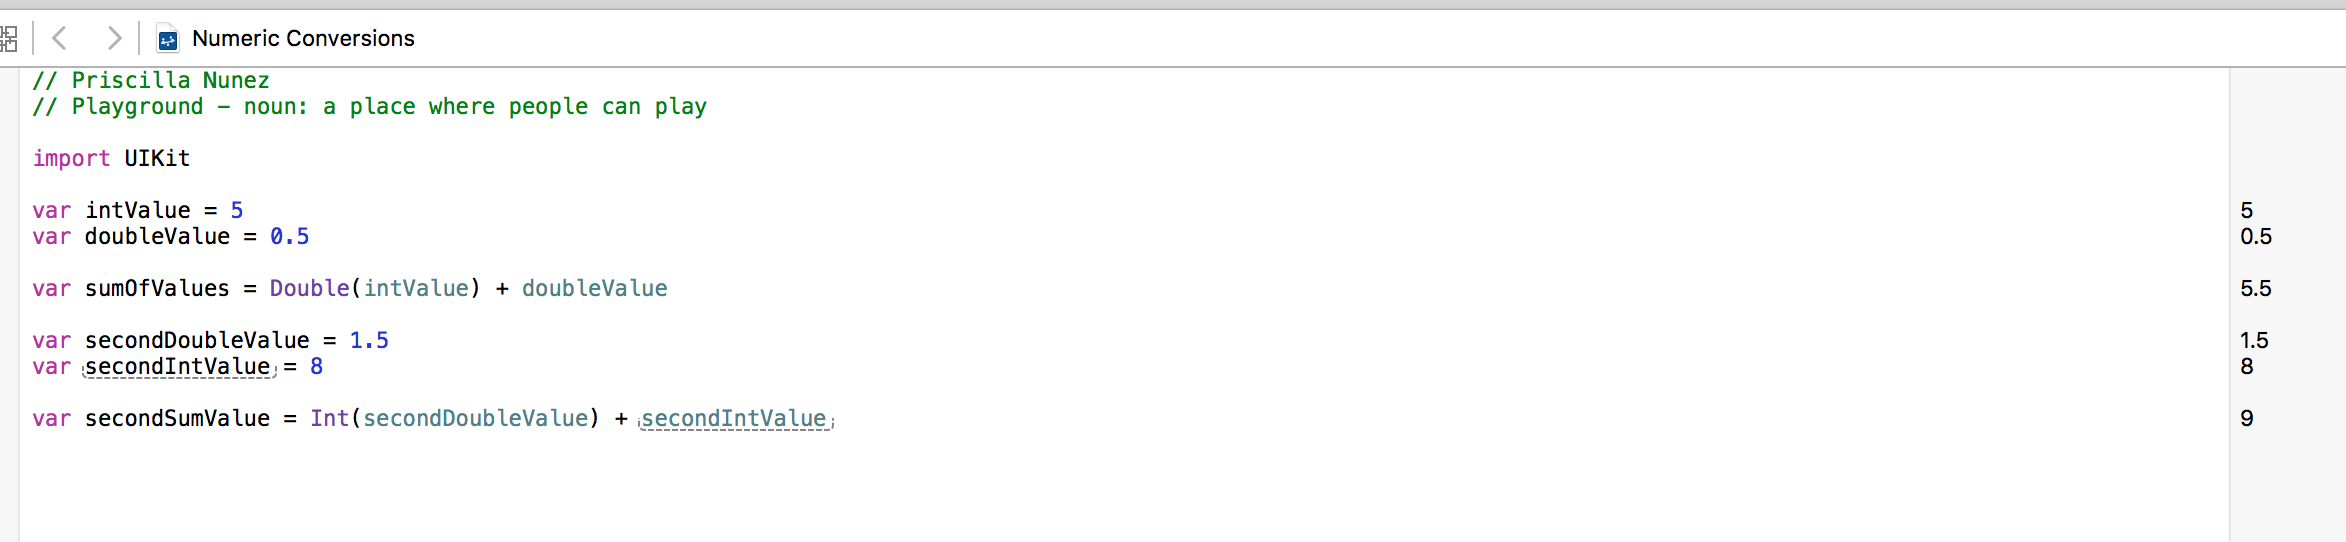 Numeric Conversions
// Priscilla Nunez
// Playground – noun: a place where people can play
import UIKit
var intValue = 5
5
var doubleValue = 0.5
0.5
var sumOfValues = Double(intValue) + doubleValue
5.5
var secondDoubleValue = 1.5
1.5
var secondIntValue = 8
8
var secondSumValue = Int(secondDoubleValue) + secondIntValue
9